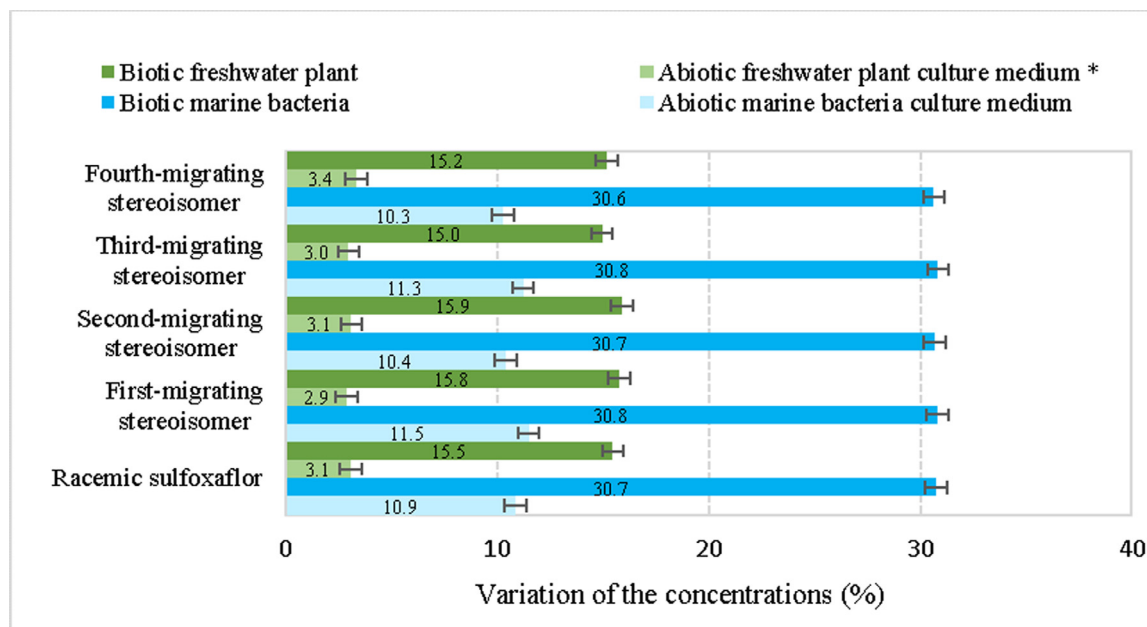 Biotic freshwater plant
Abiotic freshwater plant culture medium *
Biotic marine bacteria
Abiotic marine bacteria culture medium
Fourth-migrating
stereoisomer
15.2
3.4
30.6
10.3
Third-migrating
stereoisomer
15.0
3.0
30.8
11.3
Second-migrating
stereoisomer
15.9
3.1
30.7
10.4
First-migrating
stereoisomer
15.8
2.9
30.8
11.5
Racemic sulfoxaflor
15.5
3.1
30.7
10.9
0 10 20 30 40
Variation of the concentrations (%)